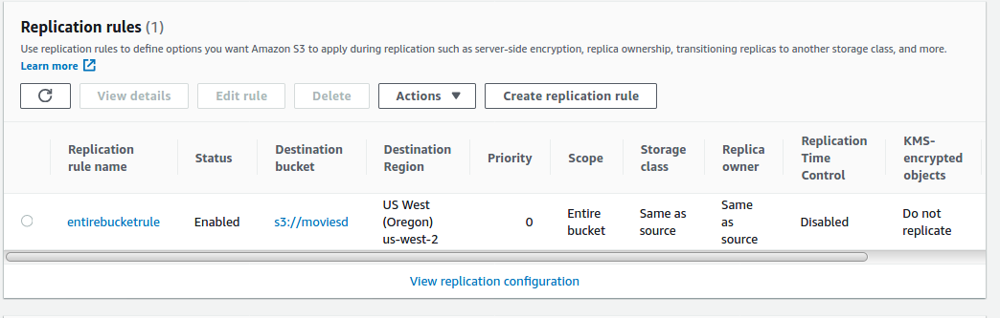 Replication rules (1)
Use replication rules to define options you want Amazon S3 to apply during replication such as server-side encryption, replica ownership, transitioning replicas to another storage class, and more.
Learn more
View details Edit rule Delete Actions Create replication rule
Replication rule name
Status
Destination bucket
Destination Region
Priority
Scope
Storage class
Replica owner
Replication Time Control
KMS-encrypted objects
entirebucketrule
Enabled
s3://moviesd
US West (Oregon) us-west-2
0
Entire bucket
Same as source
Same as source
Disabled
Do not replicate
View replication configuration